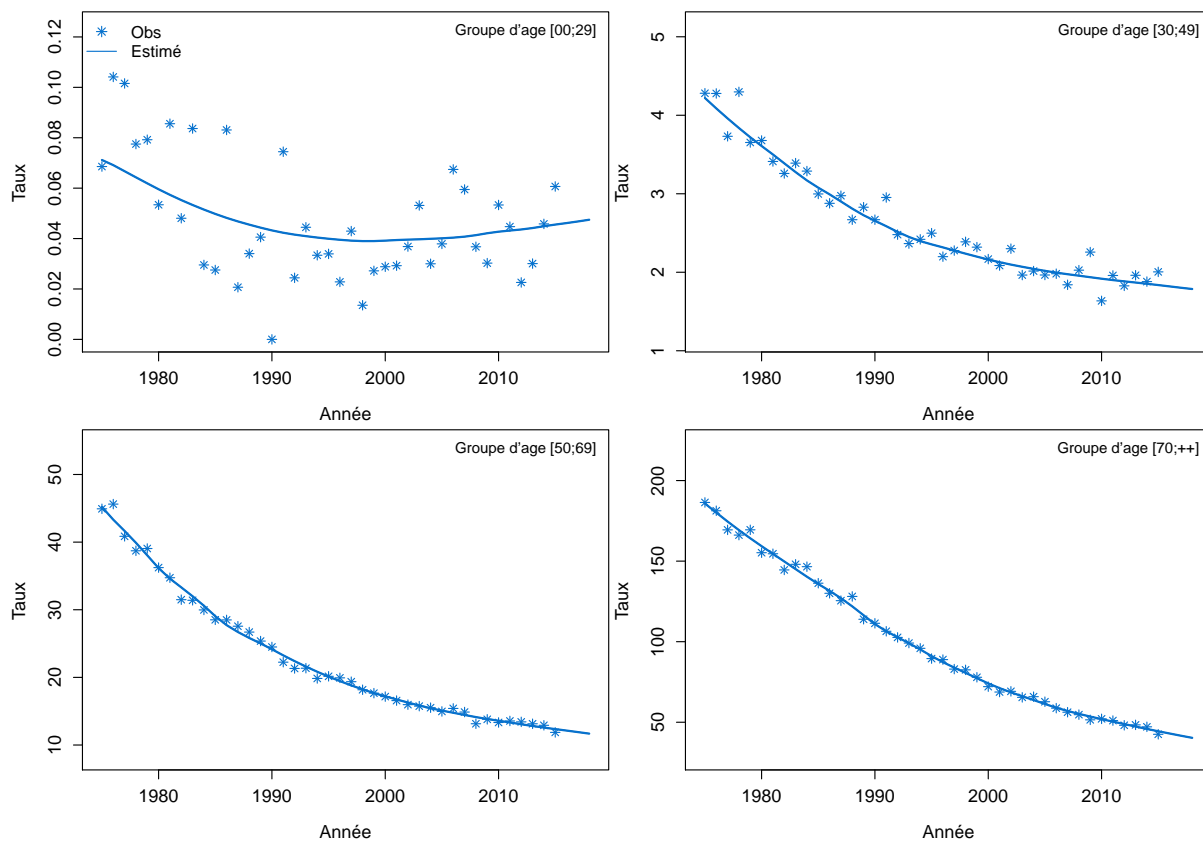 Obs
Estimé
Groupe d'age [00;29]
Taux
0.12
0.10
0.08
0.06
0.04
0.02
0.00
1980 1990 2000 2010
Année
Groupe d'age [30;49]
Taux
5
4
3
2
1
1980 1990 2000 2010
Année
Groupe d'age [50;69]
Taux
50
40
30
20
10
1980 1990 2000 2010
Année
Groupe d'age [70;++]
Taux
200
150
100
50
1980 1990 2000 2010
Année